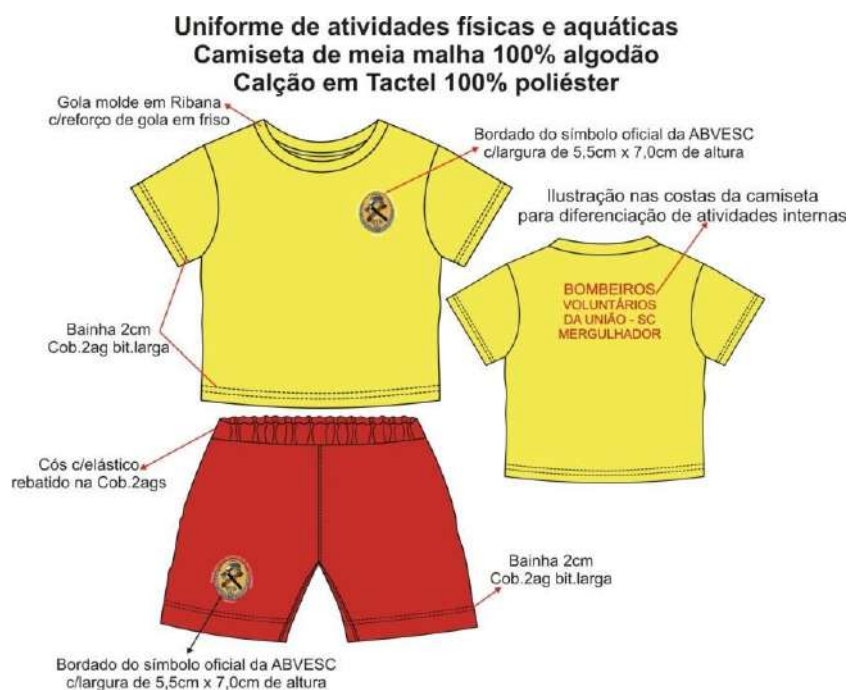 Uniforme de atividades físicas e aquáticas
Camiseta de meia malha 100% algodão
Calção em Tactel 100% poliéster
Gola molde em Ribana
c/reforço de gola em friso
Bordado do símbolo oficial da ABVESC
c/largura de 5,5cm x 7,0cm de altura
Ilustração nas costas da camiseta
para diferenciação de atividades internas
BOMBEIROS
VOLUNTÁRIOS
DA UNIÃO - SC
MERGULHADOR
Bainha 2cm
Cob.2ag bit.larga
Cós c/elástico
rebatido na Cob.2ags
Bainha 2cm
Cob.2ag bit.larga
Bordado do símbolo oficial da ABVESC
c/largura de 5,5cm x 7,0cm de altura